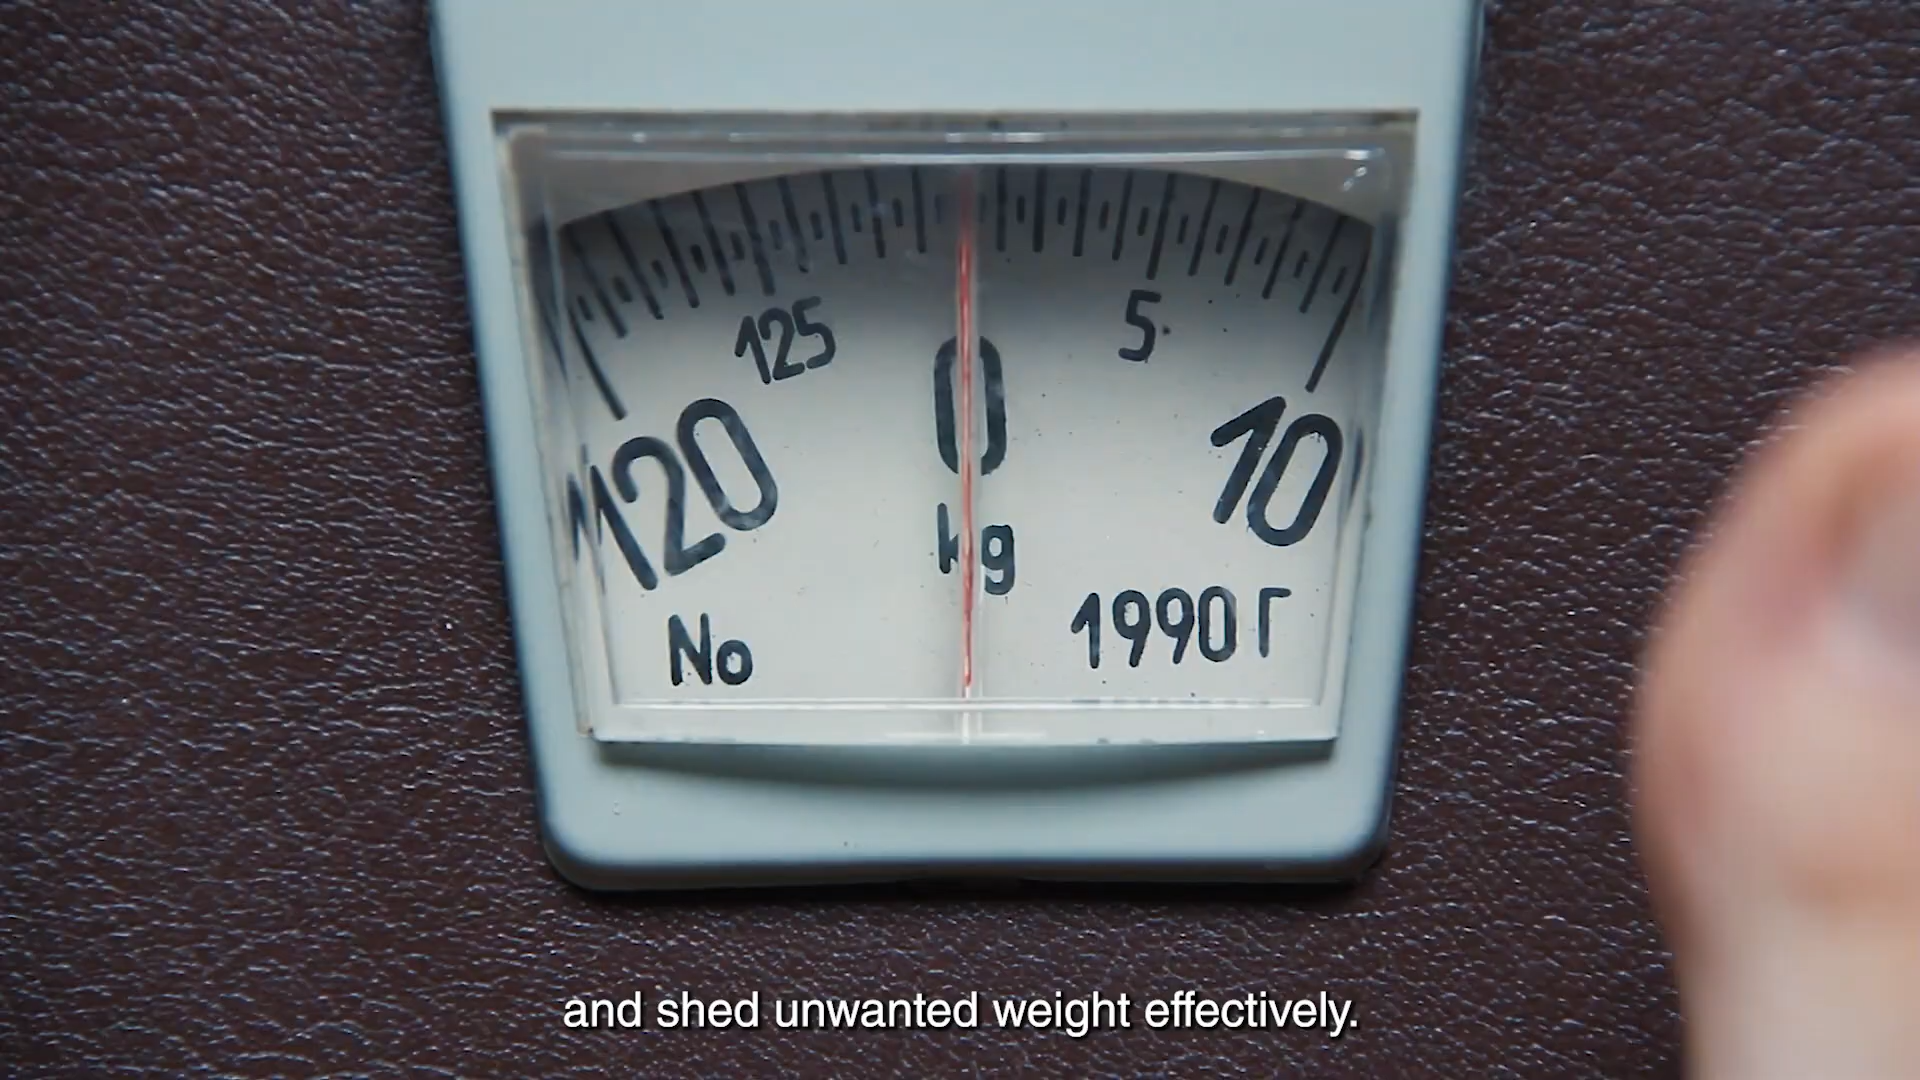 125 0 5
120 10
kg
No 1990 Г
and shed unwanted weight effectively.